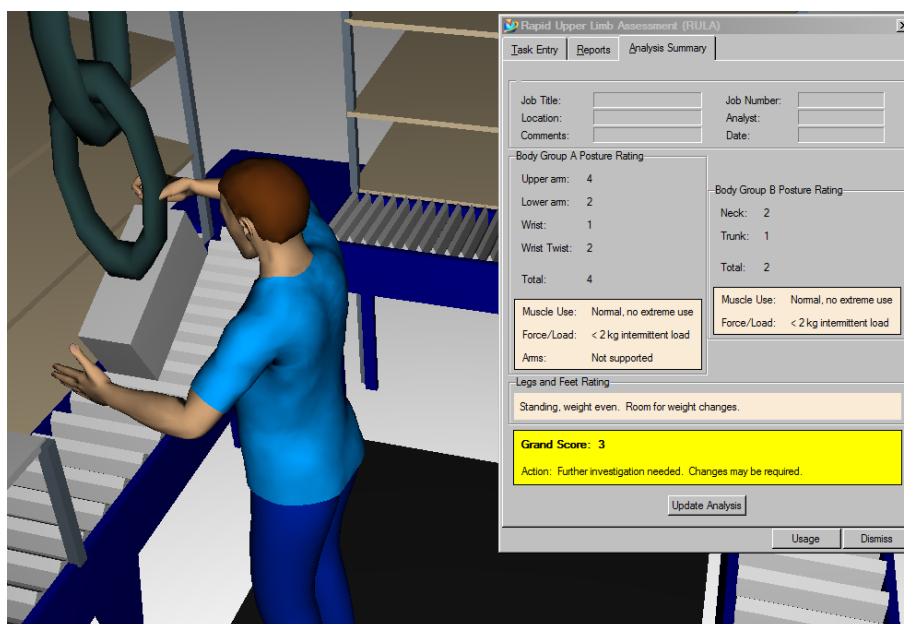 Rapid Upper Limb Assessment (RULA)
Task Entry Reports Analysis Summary
Job Title: Job Number:
Location: Analyst:
Comments: Date:
Body Group A Posture Rating
Upper arm: 4
Lower arm: 2
Wrist: 1
Wrist Twist: 2
Total: 4
Muscle Use: Normal, no extreme use
Force/Load: < 2 kg intermittent load
Arms: Not supported
Body Group B Posture Rating
Neck: 2
Trunk: 1
Total: 2
Muscle Use: Normal, no extreme use
Force/Load: < 2 kg intermittent load
Legs and Feet Rating
Standing, weight even. Room for weight changes.
Grand Score: 3
Action: Further investigation needed. Changes may be required.
Update Analysis
Usage Dismiss